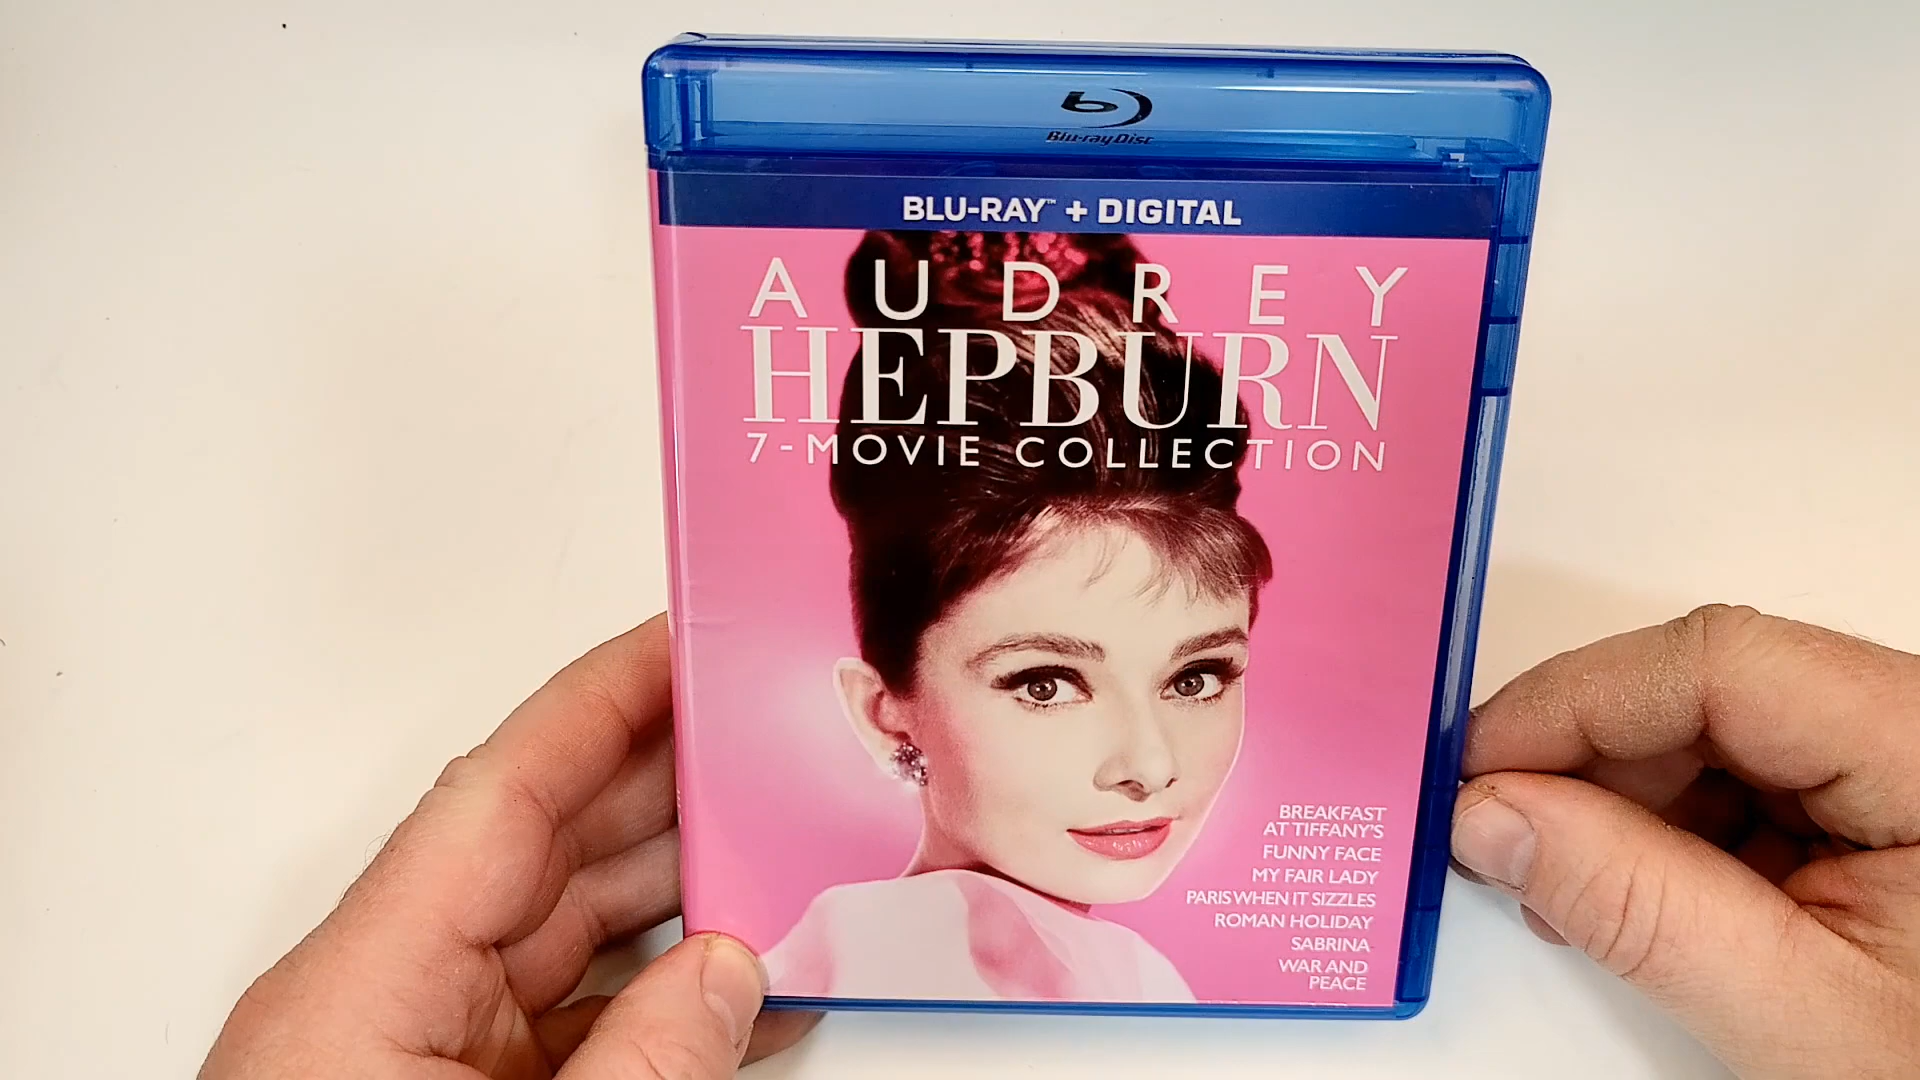 Blu-ray Disc
BLU-RAY™ + DIGITAL
AUDREY
HEPBURN
7-MOVIE COLLECTION
BREAKFAST
AT TIFFANY'S
FUNNY FACE
MY FAIR LADY
PARIS WHEN IT SIZZLES
ROMAN HOLIDAY
SABRINA
WAR AND
PEACE